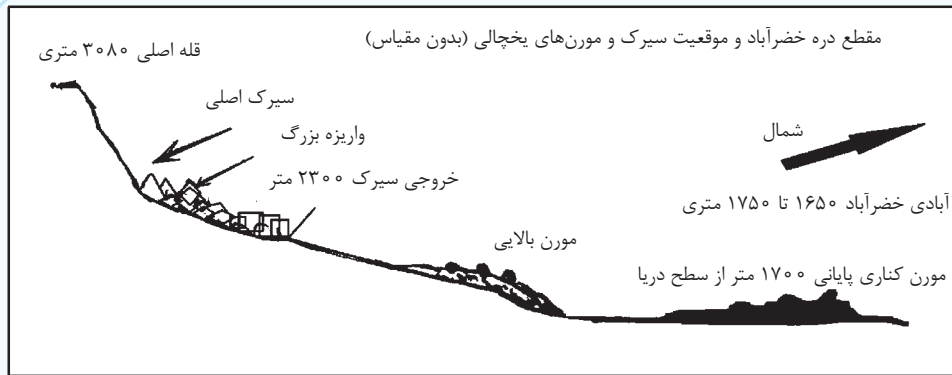 مقطع دره خضرآباد و موقعیت سیرک و مورن‌های یخچالی (بدون مقیاس)
قله اصلی ۳۰۸۰ متری
سیرک اصلی
واریزه بزرگ
شمال
خروجی سیرک ۲۳۰۰ متر
آبادی خضرآباد ۱۶۵۰ تا ۱۷۵۰ متری
مورن بالایی
مورن کناری پایانی ۱۷۰۰ متر از سطح دریا